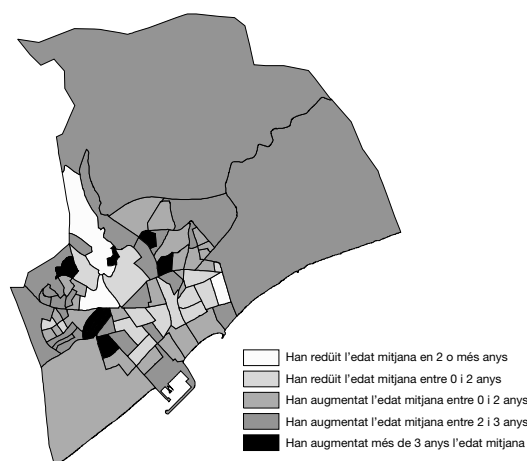 Han redüit l'edat mitjana en 2 o més anys
Han redüit l'edat mitjana entre 0 i 2 anys
Han augmentat l'edat mitjana entre 0 i 2 anys
Han augmentat l'edat mitjana entre 2 i 3 anys
Han augmentat més de 3 anys l'edat mitjana